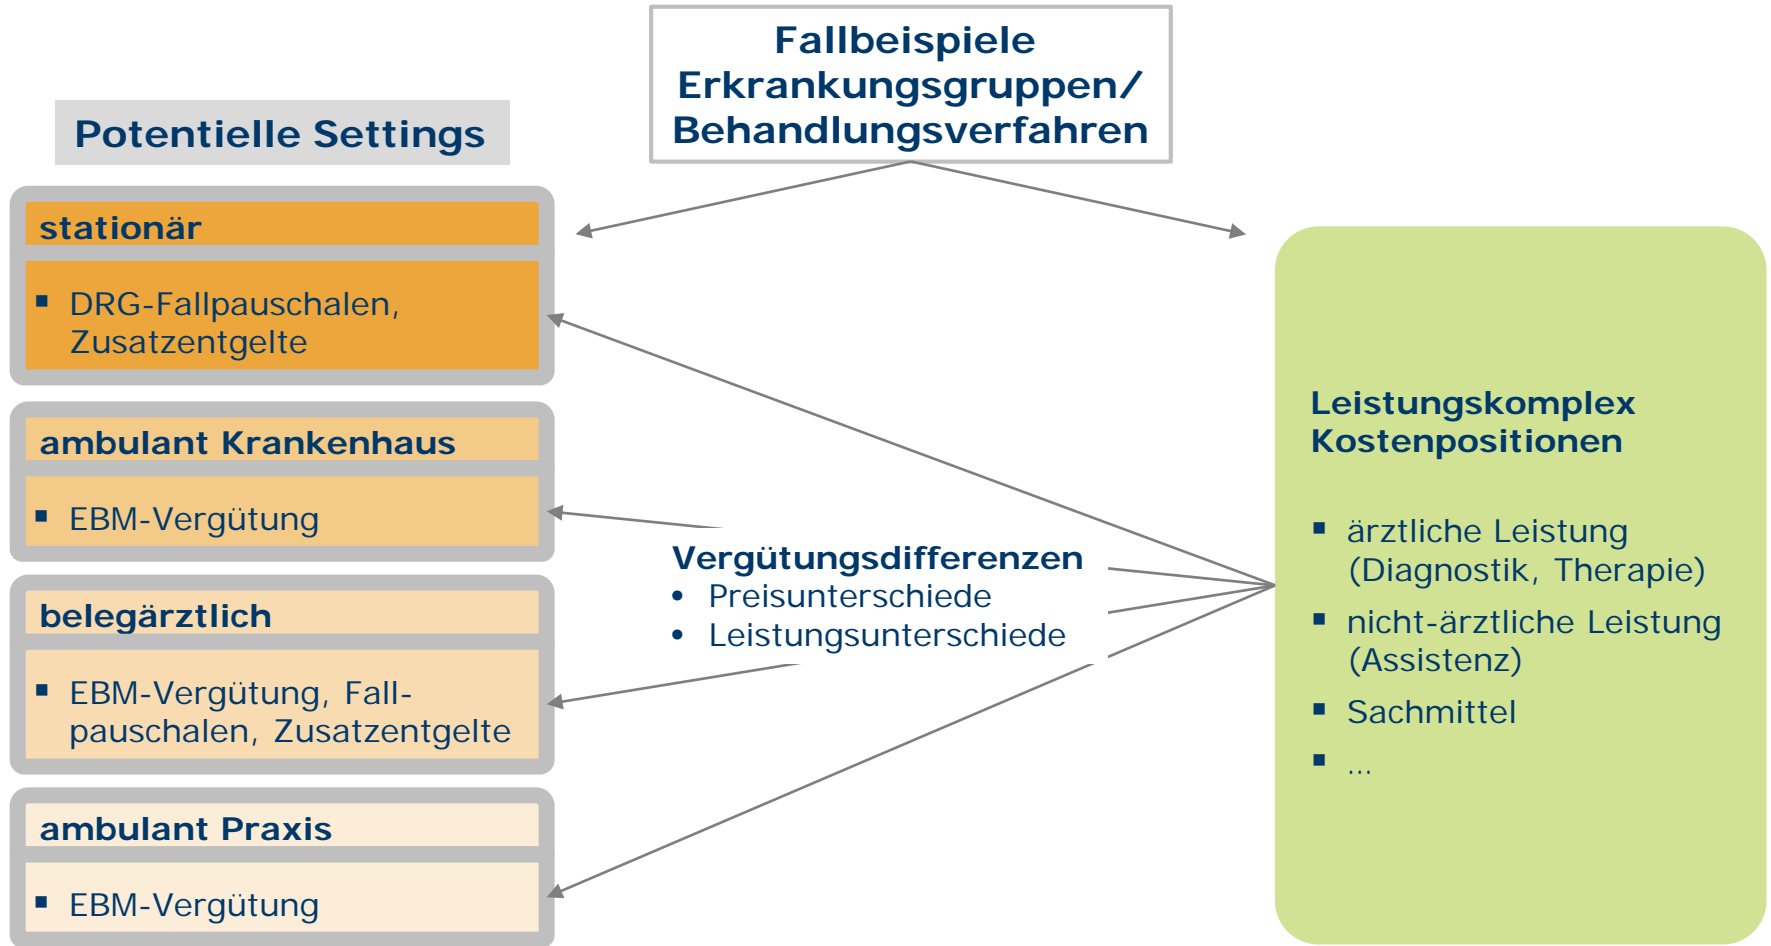 Fallbeispiele
Erkrankungsgruppen/
Behandlungsverfahren
Potentielle Settings
stationär
▪ DRG-Fallpauschalen,
Zusatzentgelte
ambulant Krankenhaus
▪ EBM-Vergütung
belegärztlich
▪ EBM-Vergütung, Fall-
pauschalen, Zusatzentgelte
ambulant Praxis
▪ EBM-Vergütung
Vergütungsdifferenzen
• Preisunterschiede
• Leistungsunterschiede
Leistungskomplex
Kostenpositionen
▪ ärztliche Leistung
(Diagnostik, Therapie)
▪ nicht-ärztliche Leistung
(Assistenz)
▪ Sachmittel
▪ …